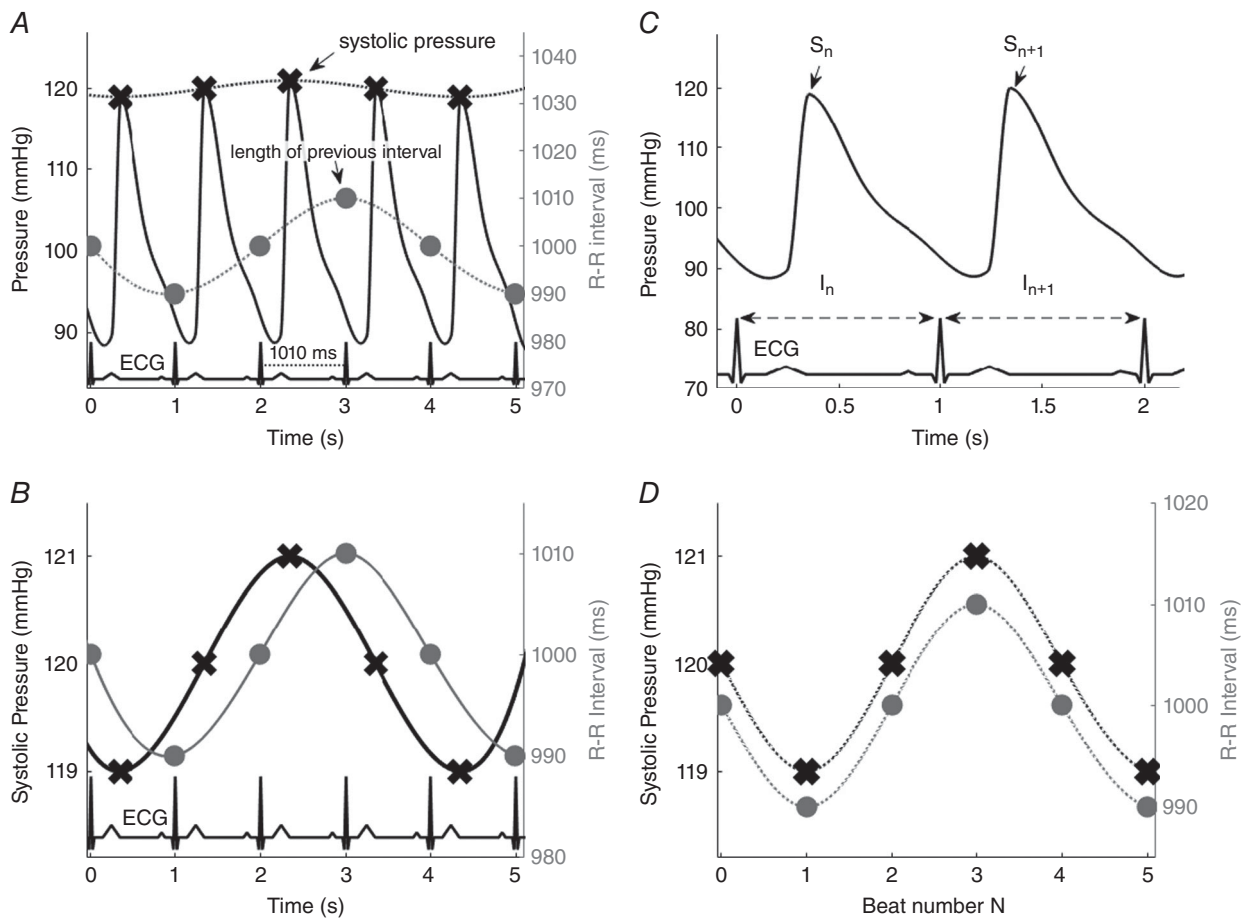 A
systolic pressure
length of previous interval
1010 ms
ECG
Pressure (mmHg)
120
110
100
90
R-R interval (ms)
1045
1040
1030
1020
1010
1000
990
980
970
0 1 2 3 4 5
Time (s)
C
Sn
Sn+1
In
In+1
ECG
Pressure (mmHg)
120
110
100
90
80
70
0 0.5 1 1.5 2
Time (s)
B
ECG
Systolic Pressure (mmHg)
121
120
119
R-R Interval (ms)
1010
1000
990
980
0 1 2 3 4 5
Time (s)
D
Systolic Pressure (mmHg)
121
120
119
R-R Interval (ms)
1020
1010
1000
990
0 1 2 3 4 5
Beat number N